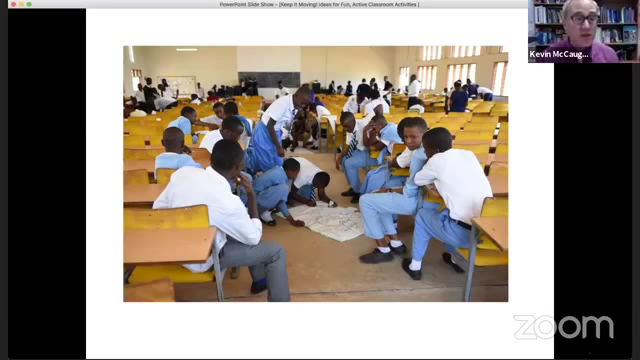 PowerPoint Slide Show - [Keep It Moving! Ideas for Fun, Active Classroom Activities ]
Kevin McCaug...
zoom